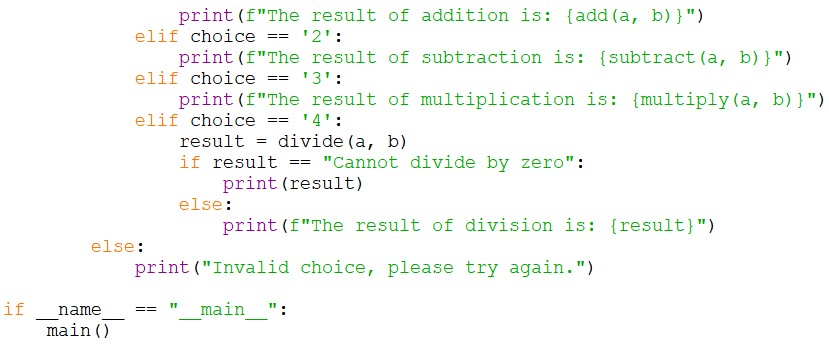 print(f"The result of addition is: {add(a, b)}")
            elif choice == '2':
                print(f"The result of subtraction is: {subtract(a, b)}")
            elif choice == '3':
                print(f"The result of multiplication is: {multiply(a, b)}")
            elif choice == '4':
                result = divide(a, b)
                if result == "Cannot divide by zero":
                    print(result)
                else:
                    print(f"The result of division is: {result}")
        else:
            print("Invalid choice, please try again.")

if __name__ == "__main__":
    main()